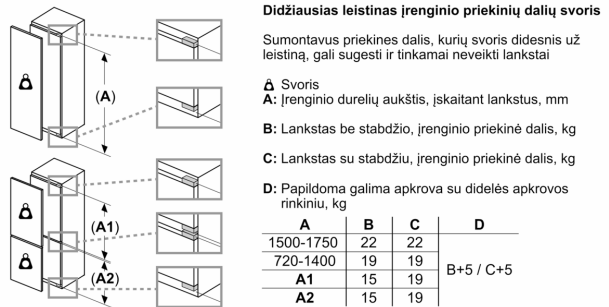 Didžiausias leistinas įrenginio priekinių dalių svoris
Sumontavus priekines dalis, kurių svoris didesnis už
leistiną, gali sugesti ir tinkamai neveikti lankstai
Svoris
A: Įrenginio durelių aukštis, įskaitant lankstus, mm
B: Lankstas be stabdžio, įrenginio priekinė dalis, kg
C: Lankstas su stabdžiu, įrenginio priekinė dalis, kg
D: Papildoma galima apkrova su didelės apkrovos
rinkiniu, kg
A B C D
1500-1750 22 22
720-1400 19 19
B+5 / C+5
A1 15 19
A2 15 19
(A)
(A1)
(A2)